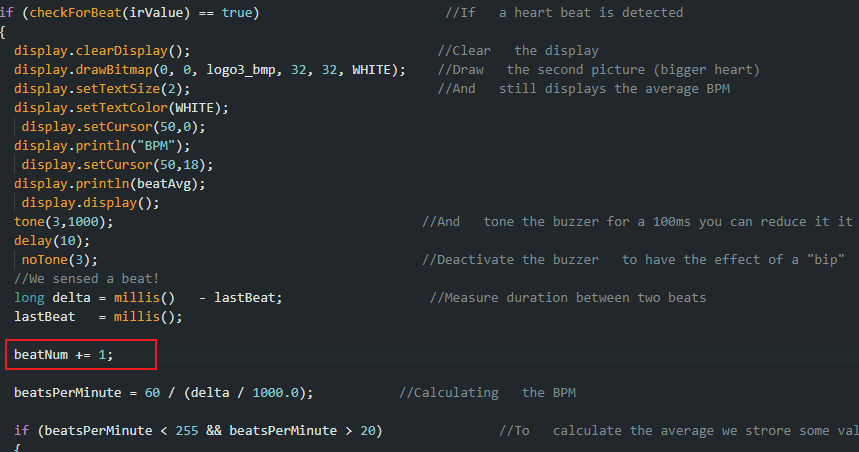 if (checkForBeat(irValue) == true) //If a heart beat is detected
{
display.clearDisplay(); //Clear the display
display.drawBitmap(0, 0, logo3_bmp, 32, 32, WHITE); //Draw the second picture (bigger heart)
display.setTextSize(2); //And still displays the average BPM
display.setTextColor(WHITE);
display.setCursor(50,0);
display.println("BPM");
display.setCursor(50,18);
display.println(beatAvg);
display.display();
tone(3,1000); //And tone the buzzer for a 100ms you can reduce it it
delay(10);
noTone(3); //Deactivate the buzzer to have the effect of a "bip"
//We sensed a beat!
long delta = millis() - lastBeat; //Measure duration between two beats
lastBeat = millis();
beatNum += 1;
beatsPerMinute = 60 / (delta / 1000.0); //Calculating the BPM
if (beatsPerMinute < 255 && beatsPerMinute > 20) //To calculate the average we strore some val
{